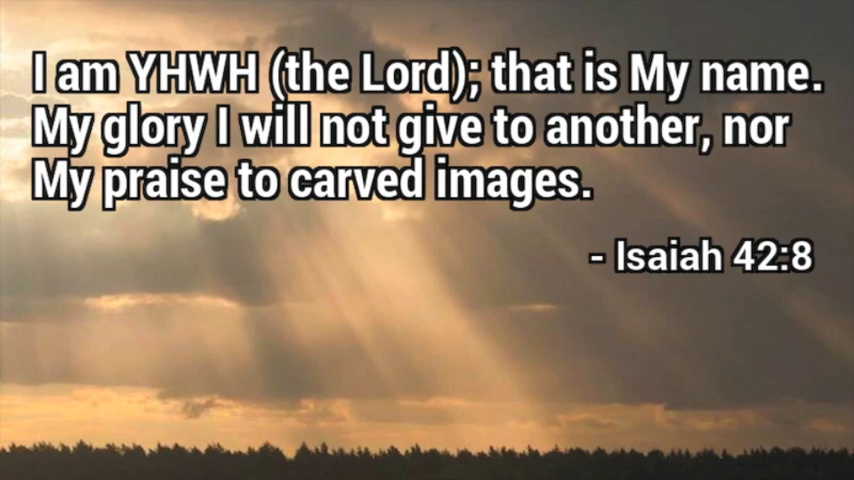 I am YHWH (the Lord); that is My name.
My glory I will not give to another, nor
My praise to carved images.
- Isaiah 42:8